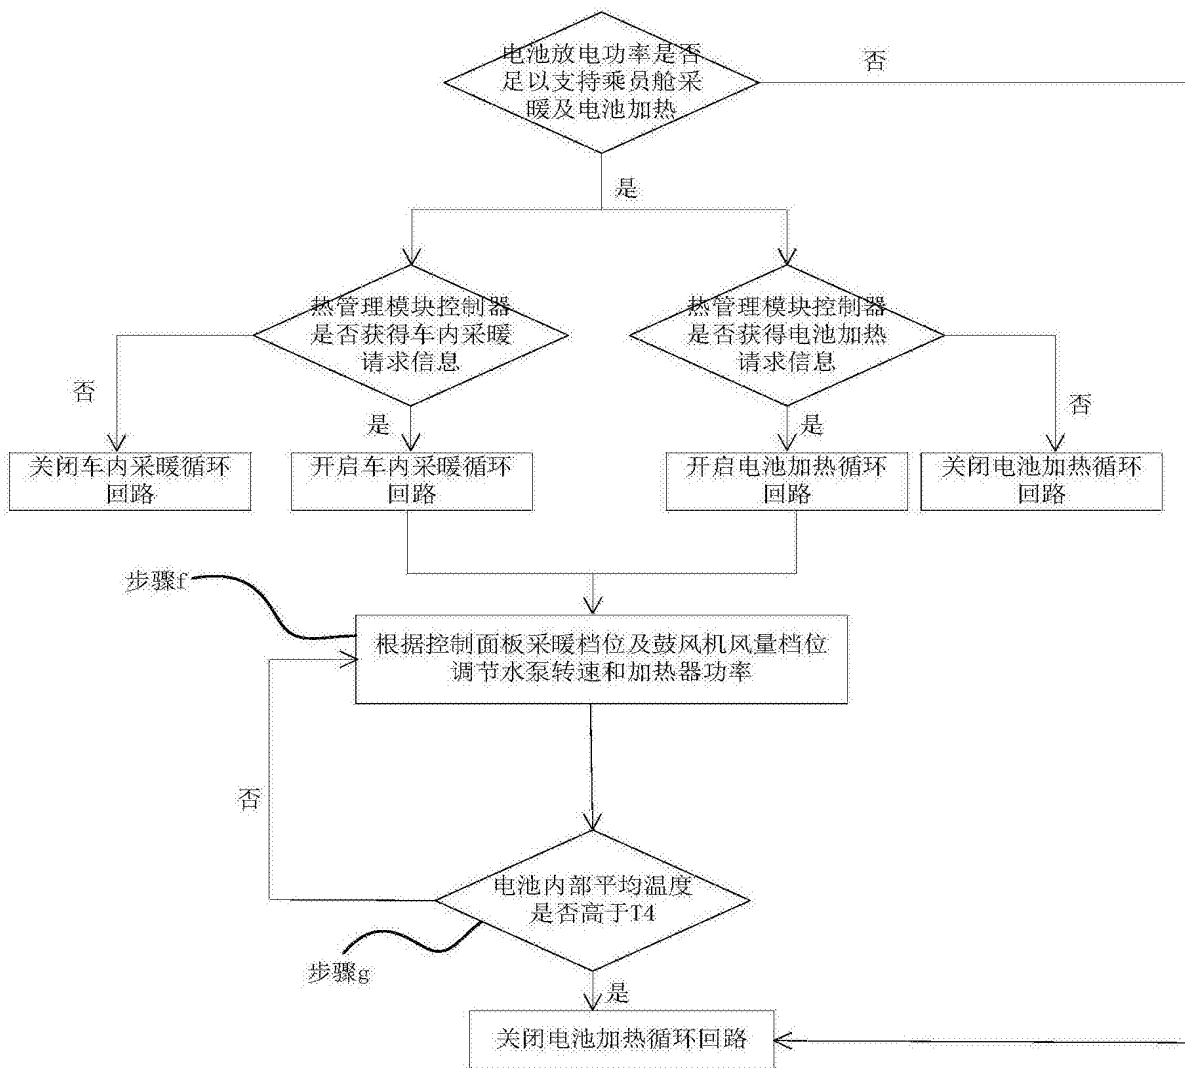 电池放电功率是否
足以支持乘员舱采
暖及电池加热
否
是
热管理模块控制器
是否获得车内采暖
请求信息
热管理模块控制器
是否获得电池加热
请求信息
否
是
是
否
关闭车内采暖循环
回路
开启车内采暖循环
回路
开启电池加热循环
回路
关闭电池加热循环
回路
步骤f
根据控制面板采暖档位及鼓风机风量档位
调节水泵转速和加热器功率
否
电池内部平均温度
是否高于T4
步骤g
是
关闭电池加热循环回路